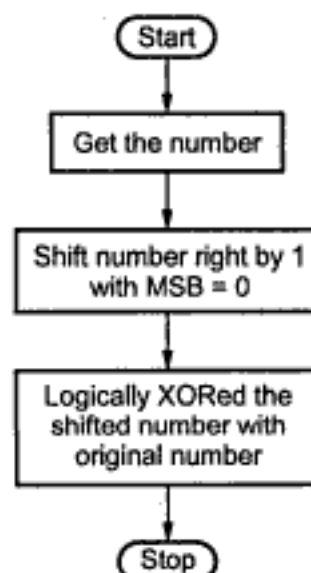 Start
Get the number
Shift number right by 1
with MSB = 0
Logically XORed the
shifted number with
original number
Stop